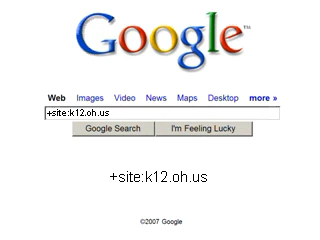 Google™
Web Images Video News Maps Desktop more »
+site:k12.oh.us
Google Search I'm Feeling Lucky
+site:k12.oh.us
©2007 Google